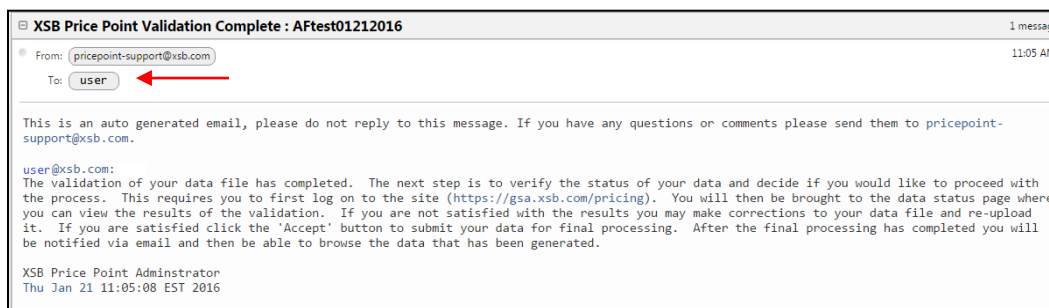 XSB Price Point Validation Complete : AFtest01212016
1 messag
From: pricepoint-support@xsb.com
11:05 AM
To: user
This is an auto generated email, please do not reply to this message. If you have any questions or comments please send them to pricepoint-
support@xsb.com.
user@xsb.com:
The validation of your data file has completed.  The next step is to verify the status of your data and decide if you would like to proceed with
the process.  This requires you to first log on to the site (https://gsa.xsb.com/pricing).  You will then be brought to the data status page where
you can view the results of the validation.  If you are not satisfied with the results you may make corrections to your data file and re-upload
it.  If you are satisfied click the 'Accept' button to submit your data for final processing.  After the final processing has completed you will
be notified via email and then be able to browse the data that has been generated.
XSB Price Point Adminstrator
Thu Jan 21 11:05:08 EST 2016